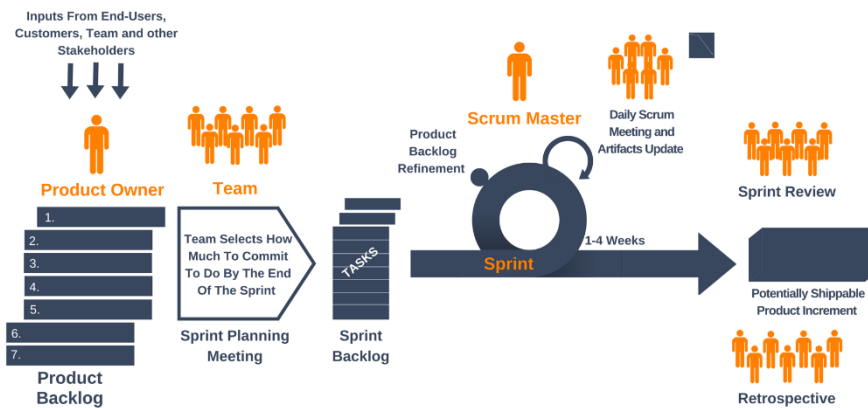 Inputs From End-Users,
Customers, Team and other
Stakeholders
Product Owner
1.
2.
3.
4.
5.
6.
7.
Product
Backlog
Team
Team Selects How
Much To Commit
To Do By The End
Of The Sprint
Sprint Planning
Meeting
TASKS
Sprint
Backlog
Scrum Master
Product
Backlog
Refinement
Daily Scrum
Meeting and
Artifacts Update
Sprint
1-4 Weeks
Sprint Review
Potentially Shippable
Product Increment
Retrospective